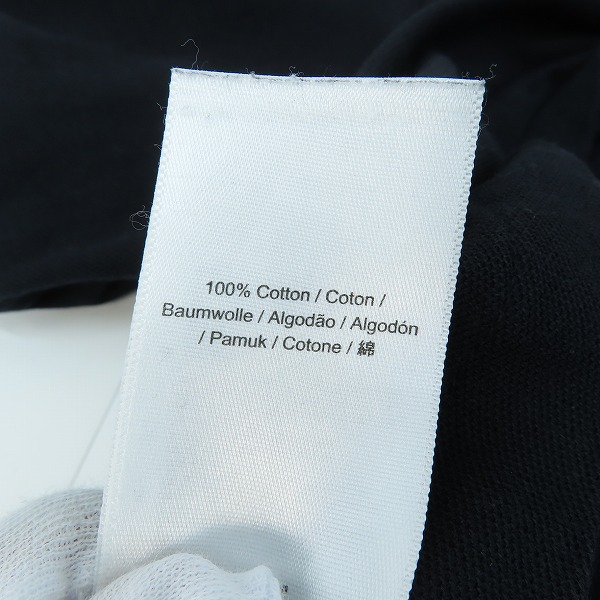 100% Cotton / Coton /
Baumwolle / Algodão / Algodón
/ Pamuk / Cotone / 綿